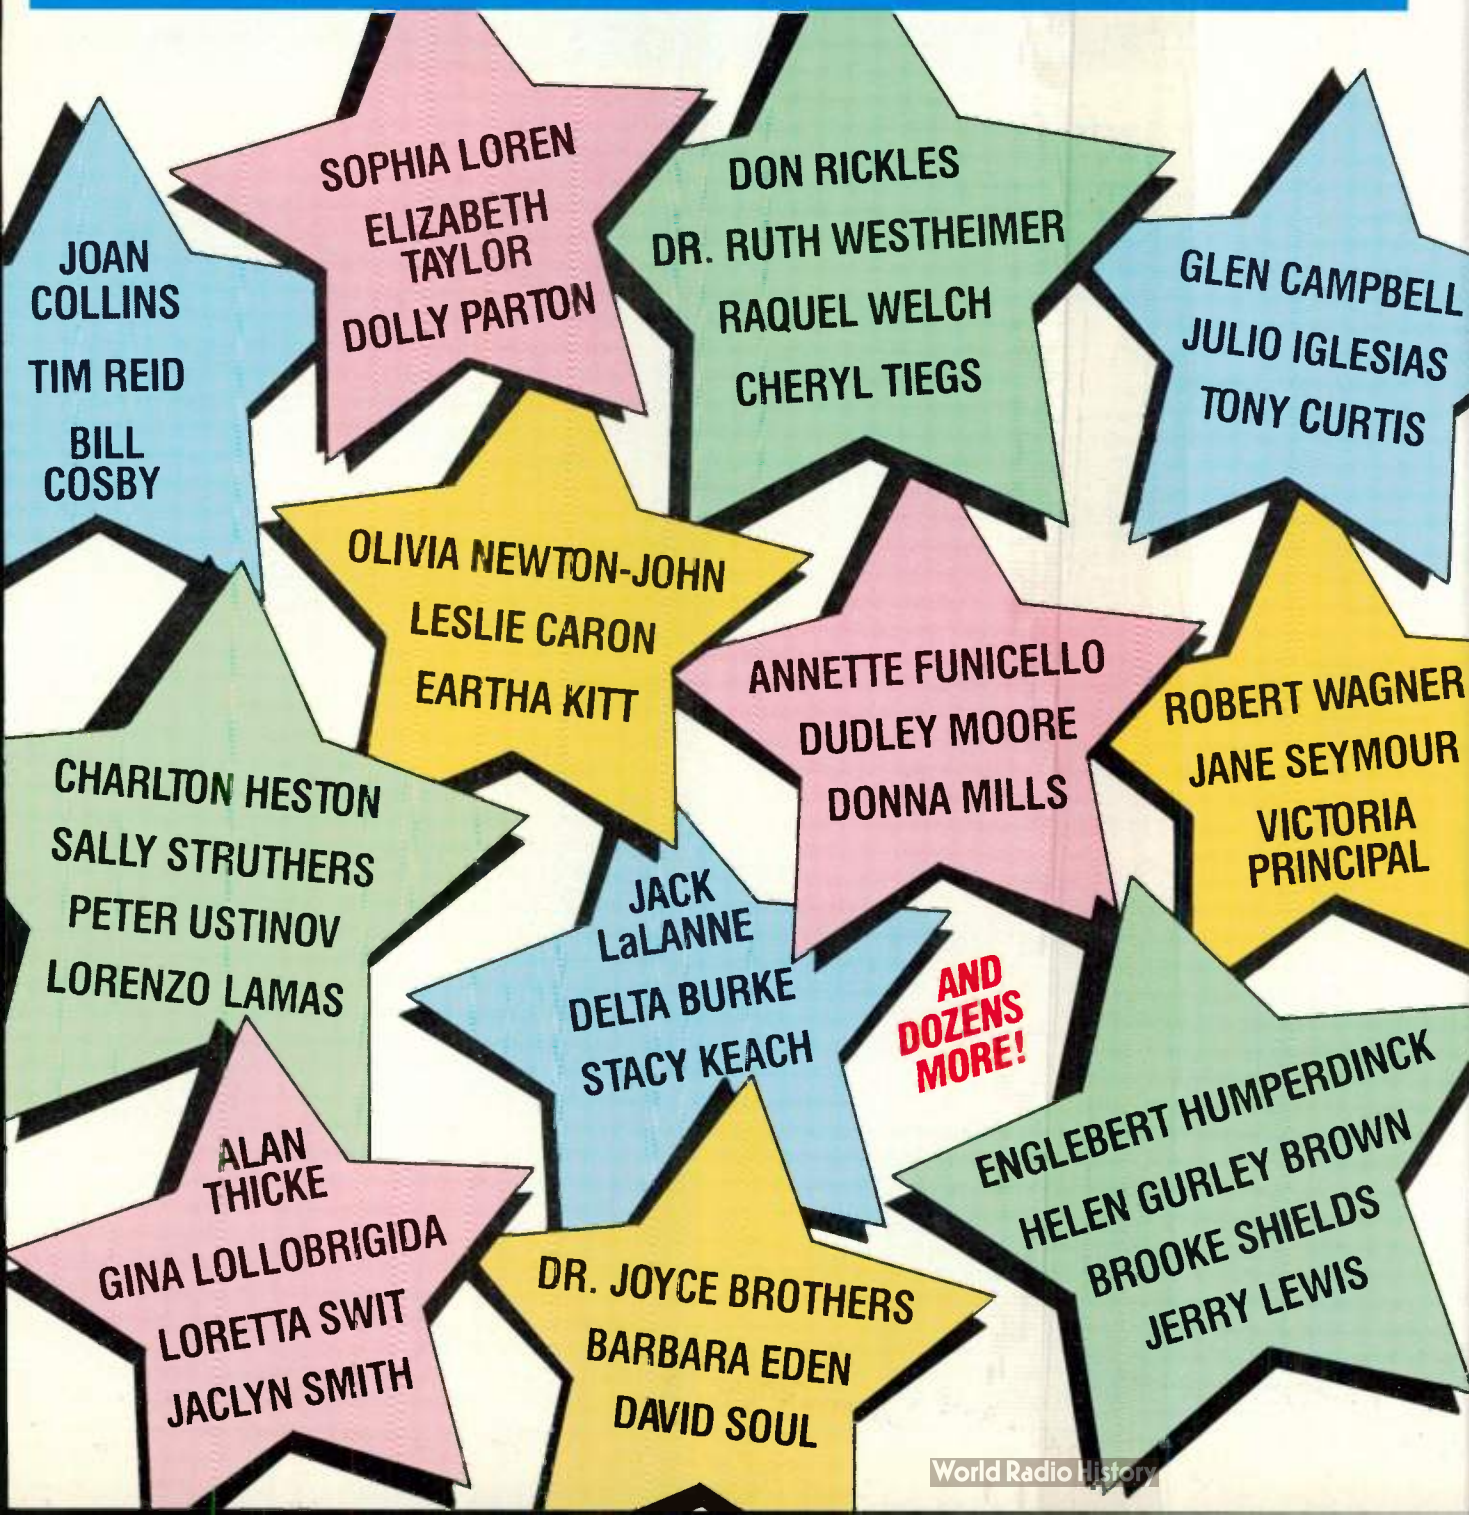 SOPHIA LOREN
ELIZABETH
TAYLOR
DOLLY PARTON
DON RICKLES
DR. RUTH WESTHEIMER
RAQUEL WELCH
CHERYL TIEGS
JOAN
COLLINS
TIM REID
BILL
COSBY
GLEN CAMPBELL
JULIO IGLESIAS
TONY CURTIS
OLIVIA NEWTON-JOHN
LESLIE CARON
EARTHA KITT
ANNETTE FUNICELLO
DUDLEY MOORE
DONNA MILLS
ROBERT WAGNER
JANE SEYMOUR
VICTORIA
PRINCIPAL
CHARLTON HESTON
SALLY STRUTHERS
PETER USTINOV
LORENZO LAMAS
JACK
LaLANNE
DELTA BURKE
STACY KEACH
AND
DOZENS
MORE!
ENGLEBERT HUMPERDINCK
HELEN GURLEY BROWN
BROOKE SHIELDS
JERRY LEWIS
ALAN
THICKE
GINA LOLLOBRIGIDA
LORETTA SWIT
JACLYN SMITH
DR. JOYCE BROTHERS
BARBARA EDEN
DAVID SOUL
World Radio History